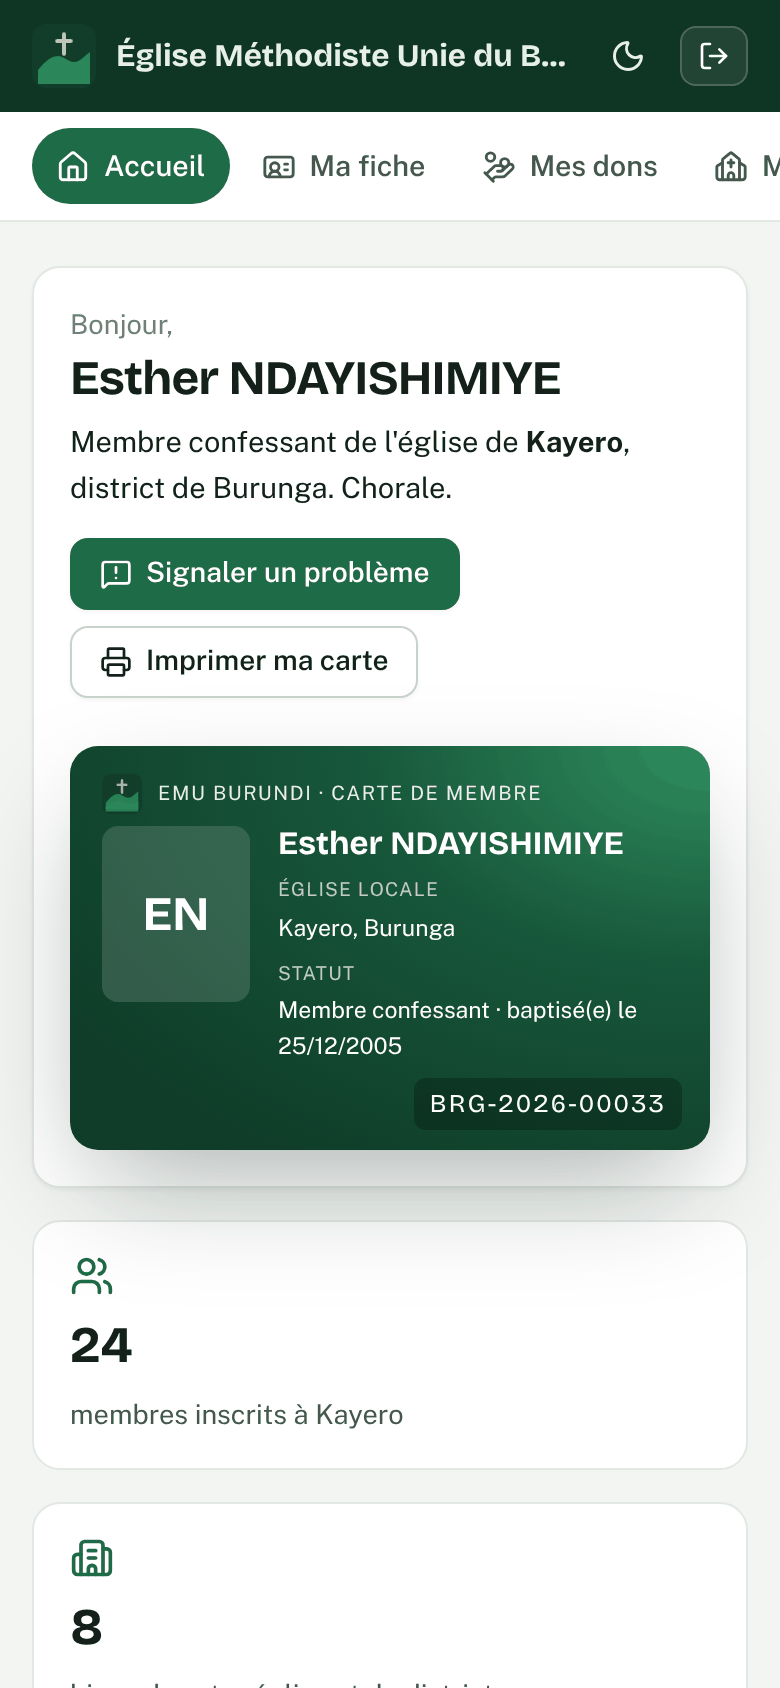 Église Méthodiste Unie du B...
Accueil
Ma fiche
Mes dons
Bonjour,
Esther NDAYISHIMIYE
Membre confessant de l'église de Kayero,
district de Burunga. Chorale.
Signaler un problème
Imprimer ma carte
EMU BURUNDI · CARTE DE MEMBRE
EN
Esther NDAYISHIMIYE
ÉGLISE LOCALE
Kayero, Burunga
STATUT
Membre confessant · baptisé(e) le
25/12/2005
BRG-2026-00033
24
membres inscrits à Kayero
8